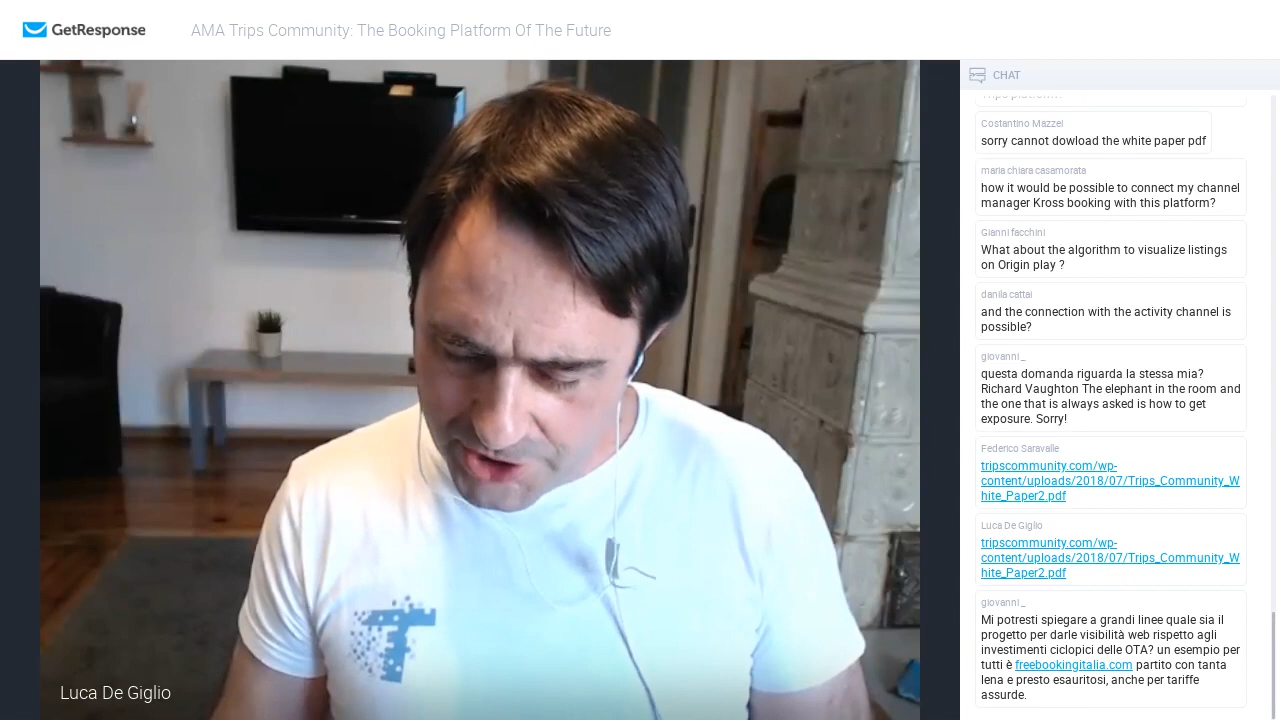 GetResponse
AMA Trips Community: The Booking Platform Of The Future
CHAT
Trips platform?
Costantino Mazzei
sorry cannot dowload the white paper pdf
maria chiara casamorata
how it would be possible to connect my channel
manager Kross booking with this platform?
Gianni facchini
What about the algorithm to visualize listings
on Origin play ?
danila cattai
and the connection with the activity channel is
possible?
giovanni _
questa domanda riguarda la stessa mia?
Richard Vaughton The elephant in the room and
the one that is always asked is how to get
exposure. Sorry!
Federico Saravalle
tripscommunity.com/wp-
content/uploads/2018/07/Trips_Community_W
hite_Paper2.pdf
Luca De Giglio
tripscommunity.com/wp-
content/uploads/2018/07/Trips_Community_W
hite_Paper2.pdf
giovanni _
Mi potresti spiegare a grandi linee quale sia il
progetto per darle visibilità web rispetto agli
investimenti ciclopici delle OTA? un esempio per
tutti è freebookingitalia.com partito con tanta
lena e presto esauritosi, anche per tariffe
assurde.
T
Luca De Giglio